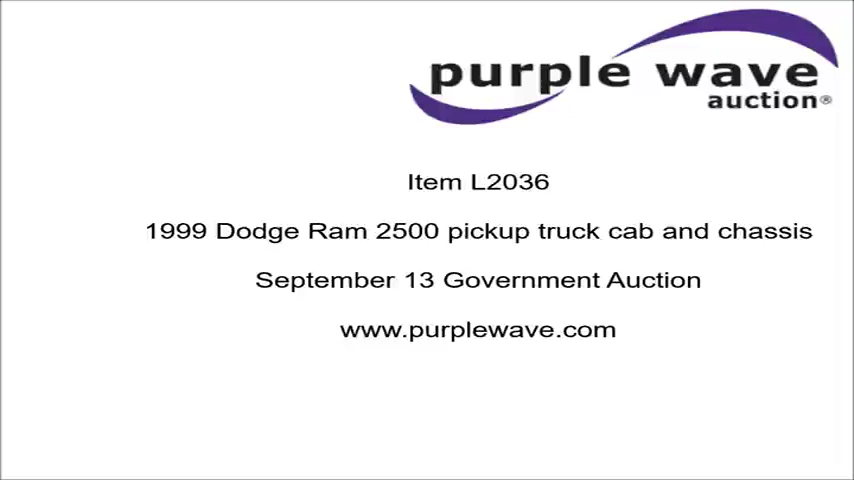 purple wave
auction®
Item L2036
1999 Dodge Ram 2500 pickup truck cab and chassis
September 13 Government Auction
www.purplewave.com